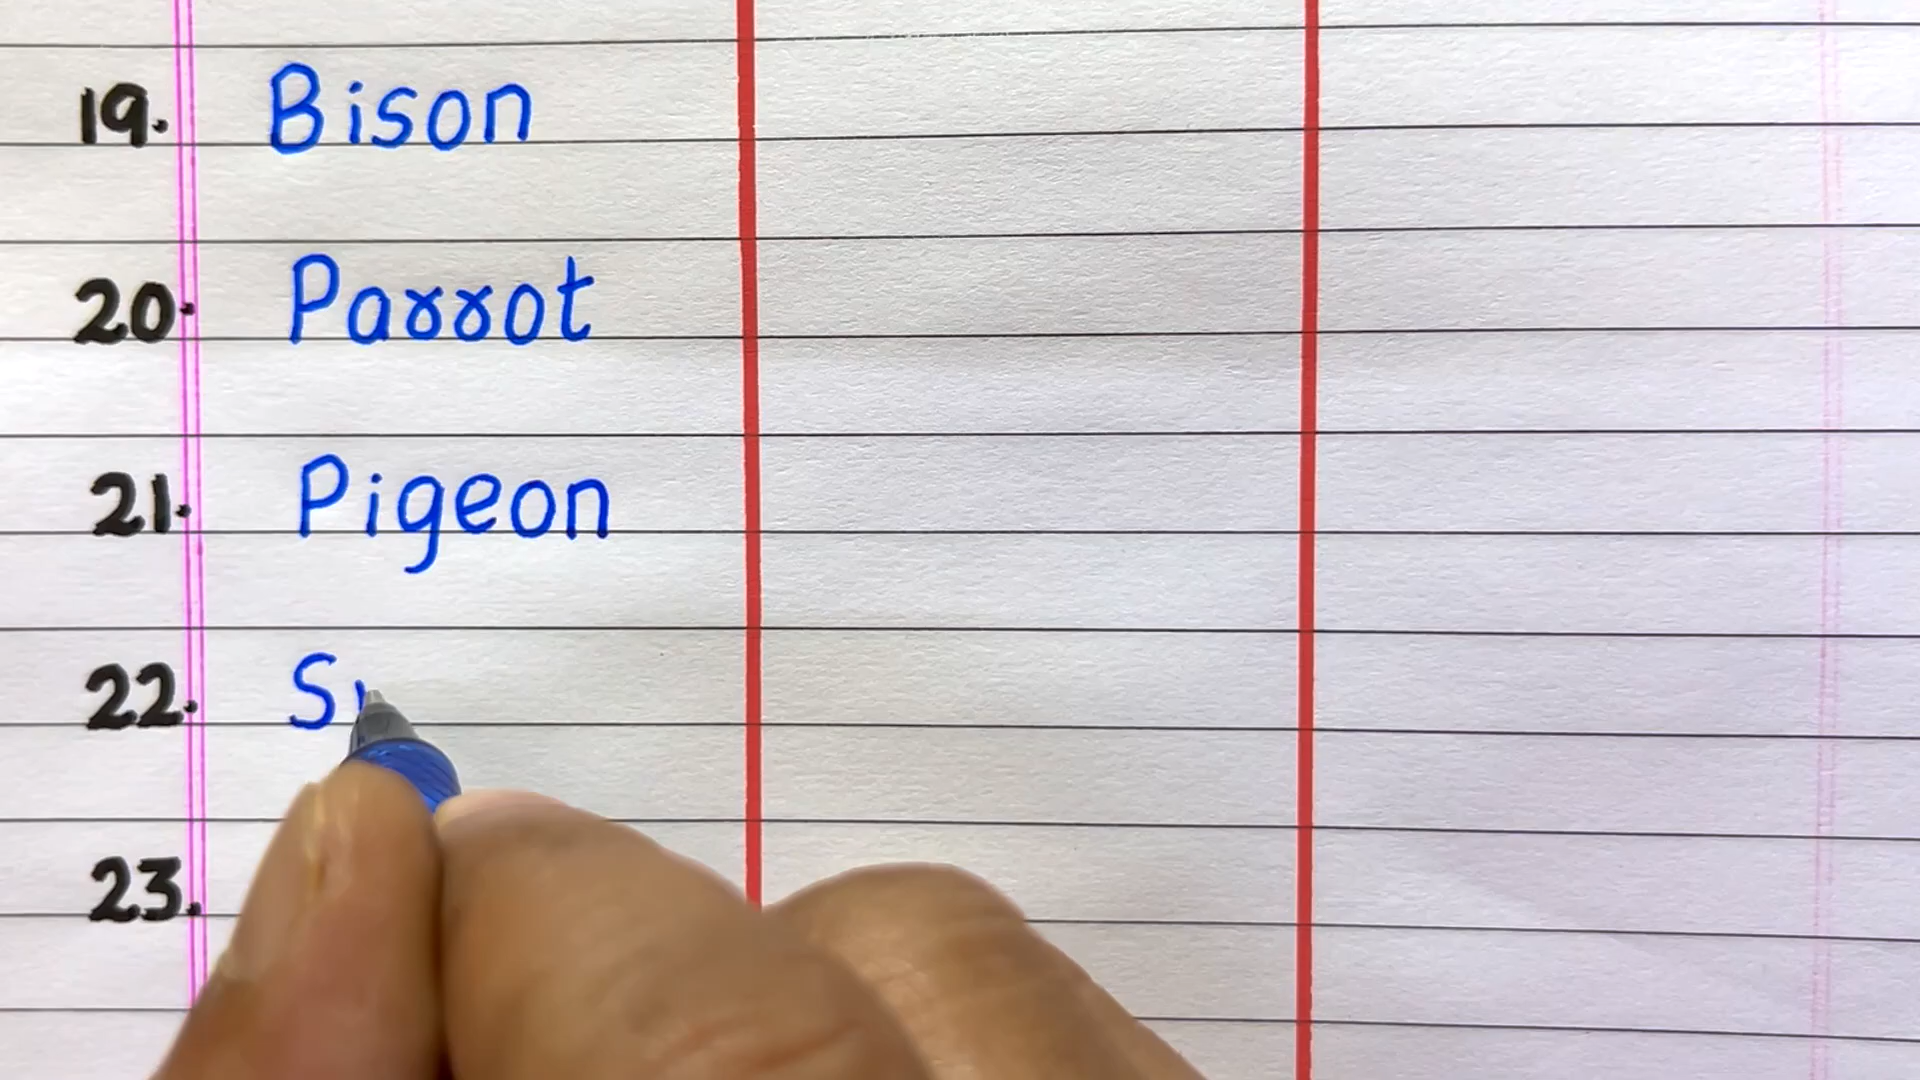 19. Bison
20. Parrot
21. Pigeon
22. S
23.